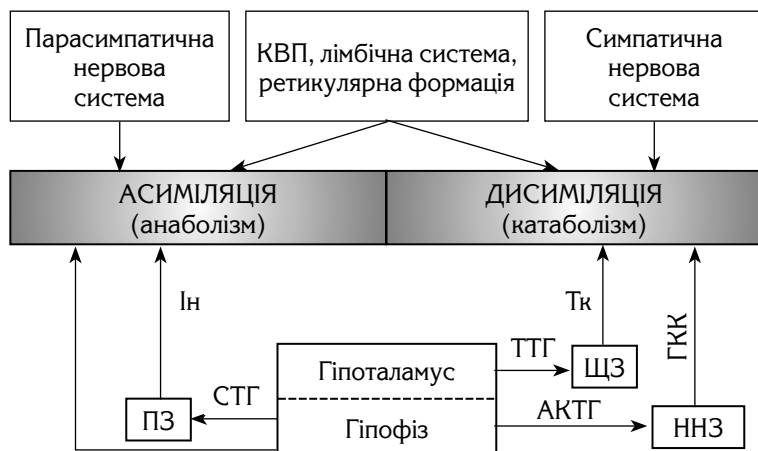 Парасимпатична
нервова
система
КВП, лімбічна система,
ретикулярна формація
Симпатична
нервова
система
АСИМІЛЯЦІЯ
(анаболізм)
ДИСИМІЛЯЦІЯ
(катаболізм)
Ін
Тк
ГКК
ТТГ
ЩЗ
Гіпоталамус
СТГ
ПЗ
АКТГ
Гіпофіз
ННЗ